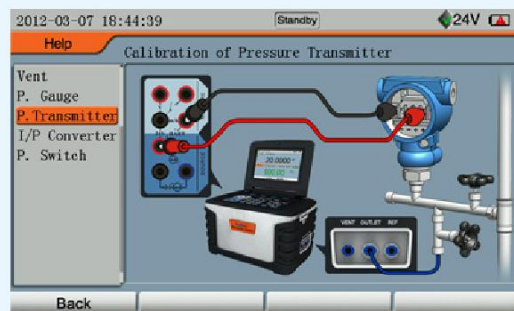 2012-03-07 18:44:39
Standby
24V
Help
Calibration of Pressure Transmitter
Vent
P. Gauge
P.Transmitter
I/P Converter
P. Switch
VENT OUTLET REF
Back